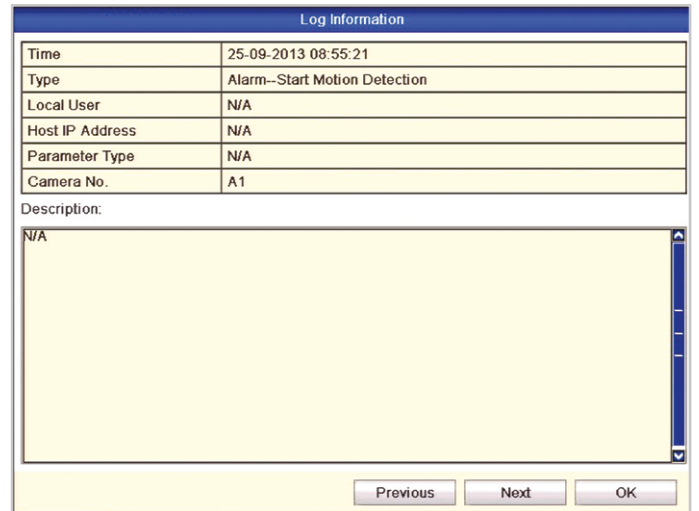 Log Information
Time 25-09-2013 08:55:21
Type Alarm--Start Motion Detection
Local User N/A
Host IP Address N/A
Parameter Type N/A
Camera No. A1
Description:
N/A
Previous Next OK